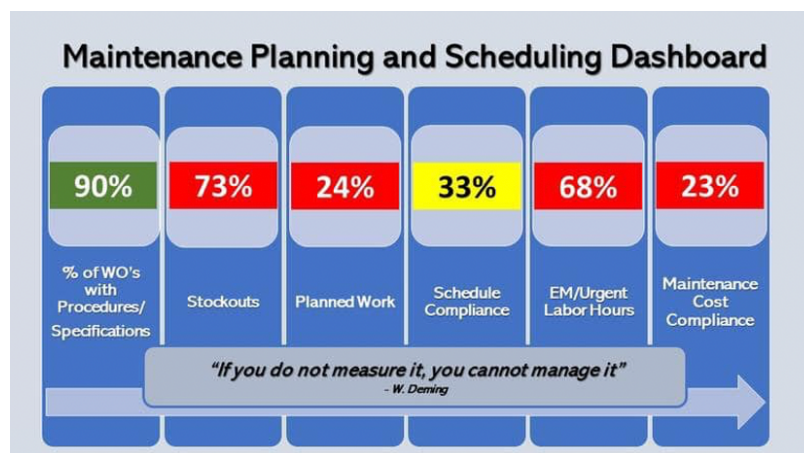 Maintenance Planning and Scheduling Dashboard
90%
73%
24%
33%
68%
23%
% of WO's
with
Procedures/
Specifications
Stockouts
Planned Work
Schedule
Compliance
EM/Urgent
Labor Hours
Maintenance
Cost
Compliance
“If you do not measure it, you cannot manage it”
- W. Deming